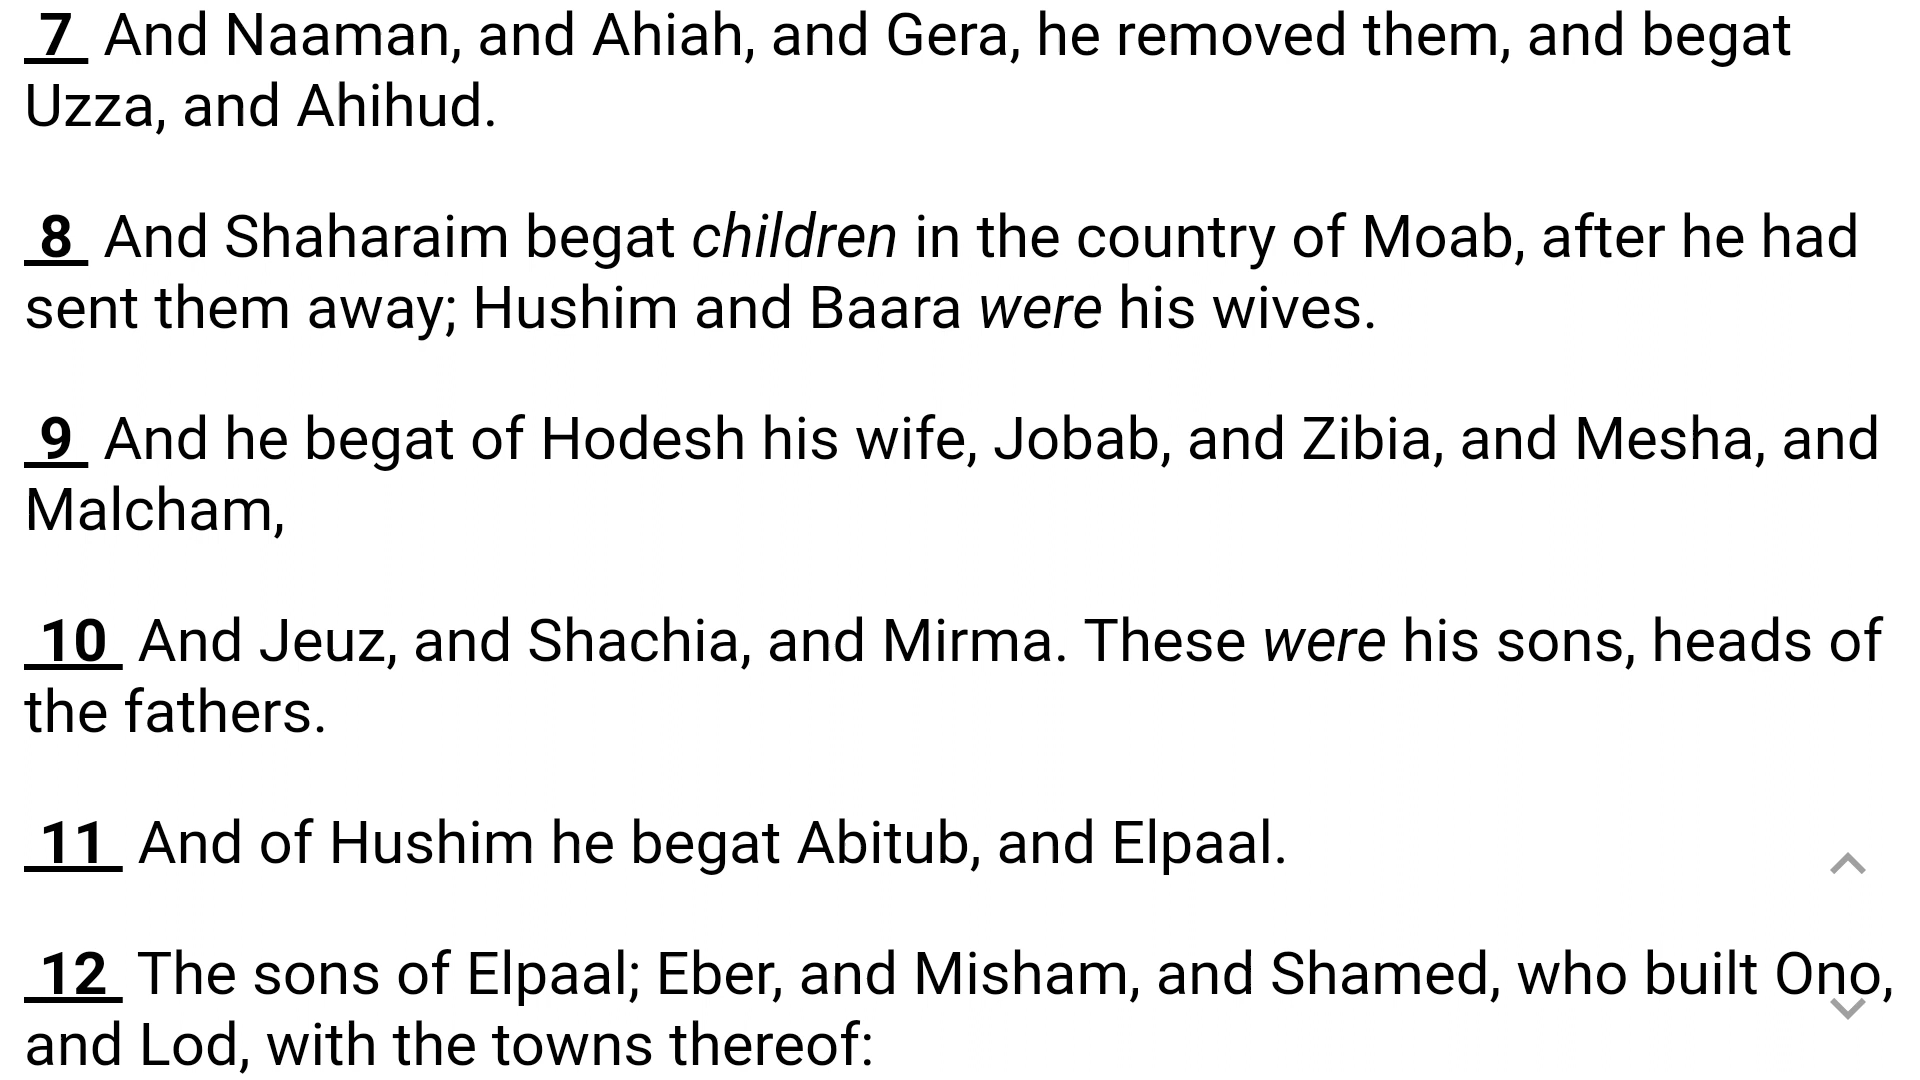 7 And Naaman, and Ahiah, and Gera, he removed them, and begat
Uzza, and Ahihud.
8 And Shaharaim begat children in the country of Moab, after he had
sent them away; Hushim and Baara were his wives.
9 And he begat of Hodesh his wife, Jobab, and Zibia, and Mesha, and
Malcham,
10 And Jeuz, and Shachia, and Mirma. These were his sons, heads of
the fathers.
11 And of Hushim he begat Abitub, and Elpaal.
12 The sons of Elpaal; Eber, and Misham, and Shamed, who built Ono,
and Lod, with the towns thereof: